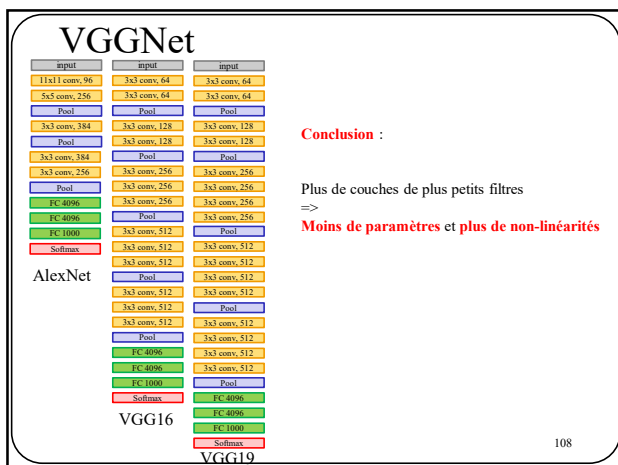 VGGNet
input
11x11 conv, 96
5x5 conv, 256
Pool
3x3 conv, 384
Pool
3x3 conv, 384
3x3 conv, 256
Pool
FC 4096
FC 4096
FC 1000
Softmax
AlexNet
input
3x3 conv, 64
3x3 conv, 64
Pool
3x3 conv, 128
3x3 conv, 128
Pool
3x3 conv, 256
3x3 conv, 256
3x3 conv, 256
Pool
3x3 conv, 512
3x3 conv, 512
3x3 conv, 512
Pool
3x3 conv, 512
3x3 conv, 512
3x3 conv, 512
Pool
FC 4096
FC 4096
FC 1000
Softmax
VGG16
input
3x3 conv, 64
3x3 conv, 64
Pool
3x3 conv, 128
3x3 conv, 128
Pool
3x3 conv, 256
3x3 conv, 256
3x3 conv, 256
3x3 conv, 256
Pool
3x3 conv, 512
3x3 conv, 512
3x3 conv, 512
3x3 conv, 512
Pool
3x3 conv, 512
3x3 conv, 512
3x3 conv, 512
3x3 conv, 512
Pool
FC 4096
FC 4096
FC 1000
Softmax
VGG19
Conclusion :
Plus de couches de plus petits filtres
=>
Moins de paramètres et plus de non-linéarités
108